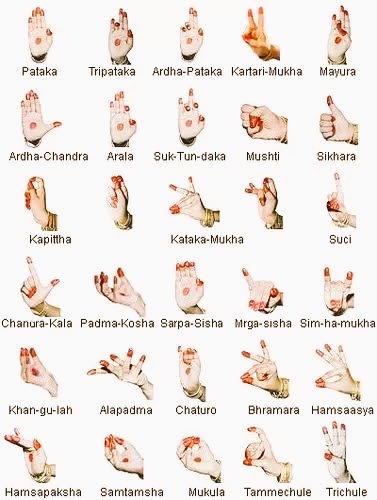 Pataka Tripataka Ardha-Pataka Kartari-Mukha Mayura
Ardha-Chandra Arala Suk-Tun-daka Mushti Sikhara
Kapittha Kataka-Mukha Suci
Chanura-Kala Padma-Kosha Sarpa-Sisha Mrga-sisha Sim-ha-mukha
Khan-gu-lah Alapadma Chaturo Bhramara Hamsaasya
Hamsapaksha Samtamsha Mukula Tammechule Trichule